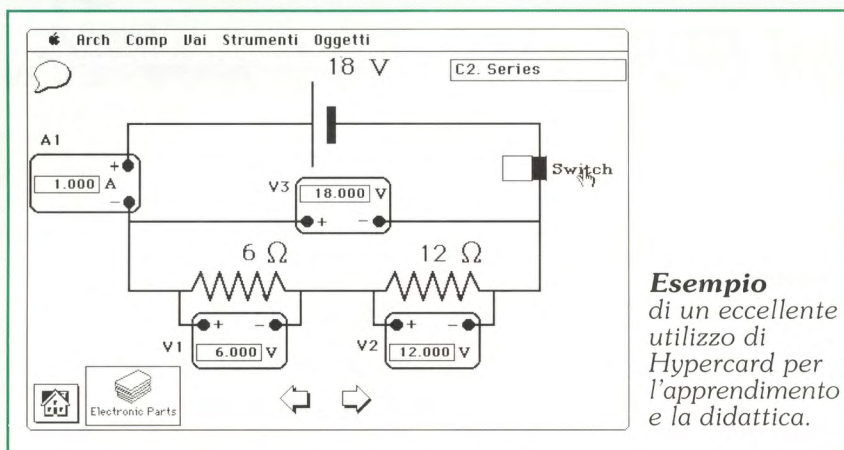 Arch Comp Vai Strumenti Oggetti
18 V
C2. Series
A1
+
1.000 A
−
Switch
V3
18.000 V
+ −
6 Ω
12 Ω
+ −
V1
6.000 V
+ −
V2
12.000 V
Electronic Parts
Esempio
di un eccellente
utilizzo di
Hypercard per
l'apprendimento
e la didattica.